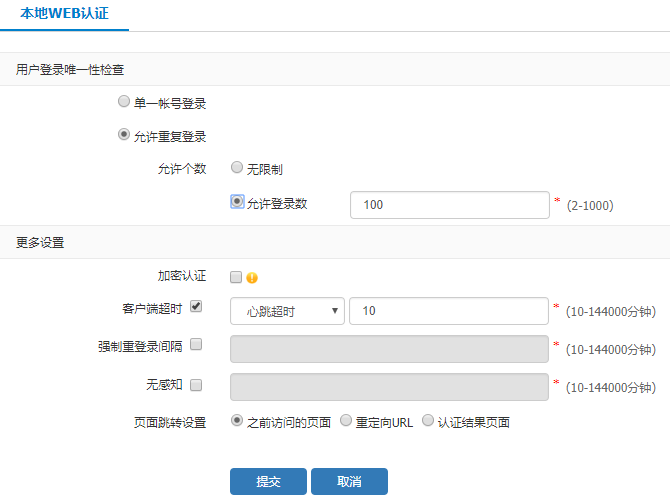 本地WEB认证
用户登录唯一性检查
单一帐号登录
允许重复登录
允许个数 无限制
允许登录数 100 * (2-1000)
更多设置
加密认证
客户端超时 心跳超时 10 * (10-144000分钟)
强制重登录间隔 * (10-144000分钟)
无感知 * (10-144000分钟)
页面跳转设置 之前访问的页面 重定向URL 认证结果页面
提交 取消